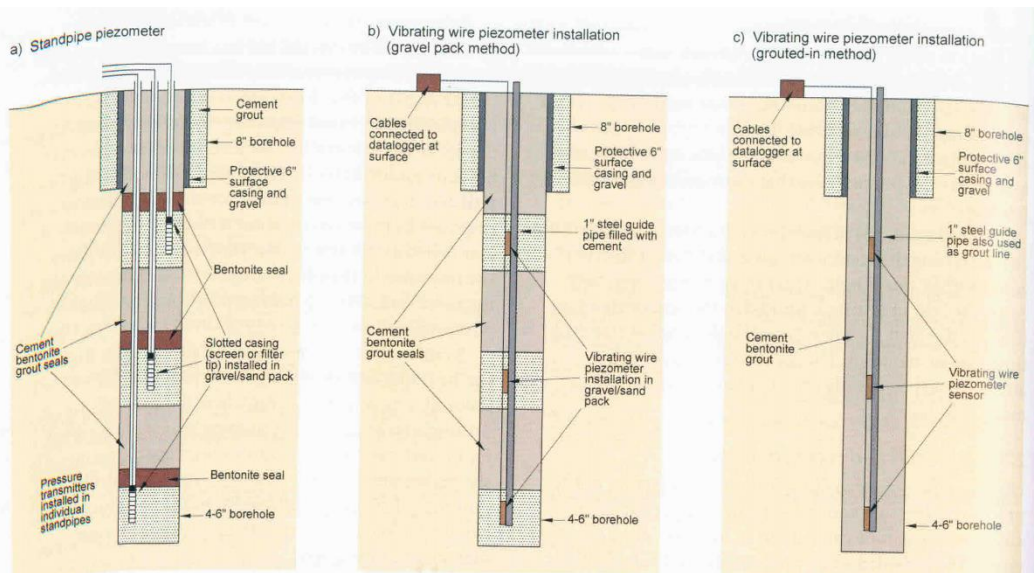 a) Standpipe piezometer
Cement
grout
8" borehole
Protective 6"
surface
casing and
gravel
Bentonite seal
Cement
bentonite
grout seals
Slotted casing
(screen or filter
tip) installed in
gravel/sand pack
Pressure
transmitters
installed in
individual
standpipes
Bentonite seal
4-6" borehole
b) Vibrating wire piezometer installation
(gravel pack method)
Cables
connected to
datalogger at
surface
8" borehole
Protective 6"
surface
casing and
gravel
1" steel guide
pipe filled with
cement
Cement
bentonite
grout seals
Vibrating wire
piezometer
installation in
gravel/sand
pack
4-6" borehole
c) Vibrating wire piezometer installation
(grouted-in method)
Cables
connected to
datalogger at
surface
8" borehole
Protective 6"
surface
casing and
gravel
1" steel guide
pipe also used
as grout line
Cement
bentonite
grout
Vibrating wire
piezometer
sensor
4-6" borehole